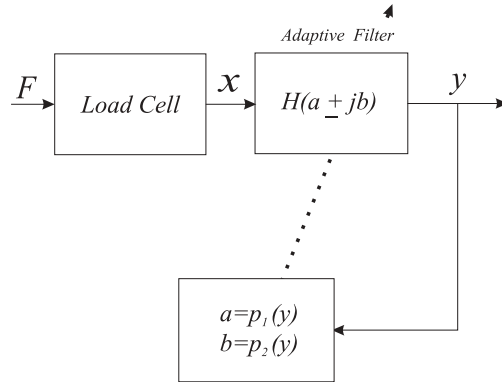 Adaptive Filter
F
Load Cell
x
H(a ± jb)
y
a=p₁(y)
b=p₂(y)